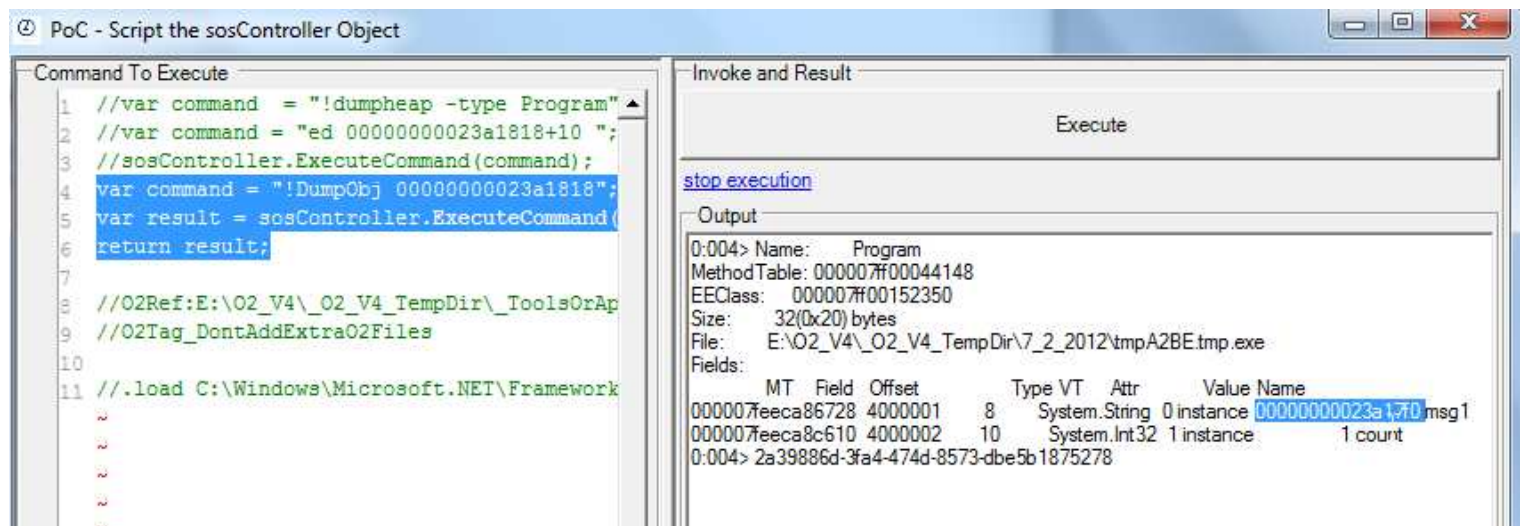 PoC - Script the sosController Object
Command To Execute
1 //var command  = "!dumpheap -type Program"
2 //var command = "ed 00000000023a1818+10 ";
3 //sosController.ExecuteCommand(command);
4 var command = "!DumpObj 00000000023a1818";
5 var result = sosController.ExecuteCommand(
6 return result;
7
8 //O2Ref:E:\O2_V4\_O2_V4_TempDir\_ToolsOrAp
9 //O2Tag_DontAddExtraO2Files
10
11 //.load C:\Windows\Microsoft.NET\Framework
~
~
~
~
Invoke and Result
Execute
stop execution
Output
0:004> Name: Program
MethodTable: 000007ff00044148
EEClass: 000007ff00152350
Size: 32(0x20) bytes
File: E:\O2_V4\_O2_V4_TempDir\7_2_2012\tmpA2BE.tmp.exe
Fields:
MT Field Offset Type VT Attr Value Name
000007feeca86728 4000001 8 System.String 0 instance 00000000023a17f0 msg1
000007feeca8c610 4000002 10 System.Int32 1 instance 1 count
0:004> 2a39886d-3fa4-474d-8573-dbe5b1875278